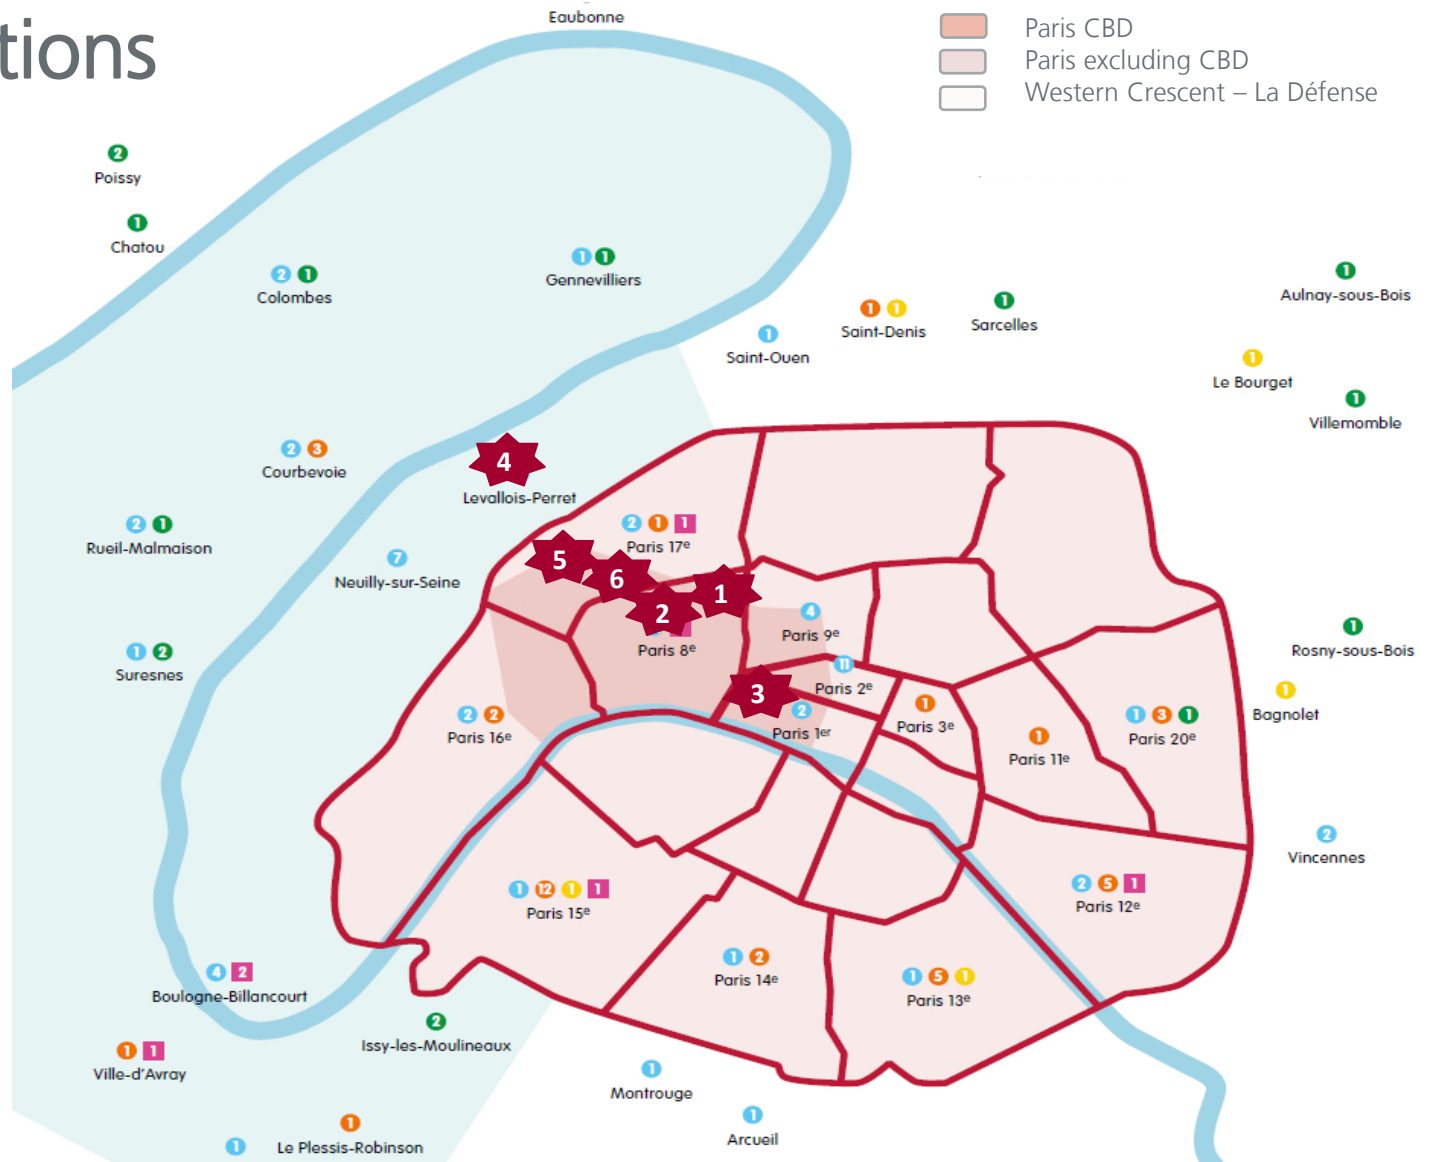 tions
Eaubonne
Paris CBD
Paris excluding CBD
Western Crescent – La Défense
2
Poissy
1
Chatou
2 1
Colombes
1 1
Gennevilliers
1
Saint-Ouen
1 1
Saint-Denis
1
Sarcelles
1
Aulnay-sous-Bois
1
Le Bourget
1
Villemomble
2 3
Courbevoie
4
Levallois-Perret
2 1
Rueil-Malmaison
7
Neuilly-sur-Seine
2 1 1
Paris 17e
5
6
2
1
Paris 8e
4
Paris 9e
11
Paris 2e
3
2
Paris 1er
1 2
Suresnes
2 2
Paris 16e
1
Paris 3e
1
Paris 11e
1 3 1
Paris 20e
1
Rosny-sous-Bois
1
Bagnolet
2
Vincennes
1 12 1 1
Paris 15e
2 5 1
Paris 12e
1 2
Paris 14e
1 5 1
Paris 13e
4 2
Boulogne-Billancourt
2
Issy-les-Moulineaux
1 1
Ville-d'Avray
1
Montrouge
1
Arcueil
1
Le Plessis-Robinson
1